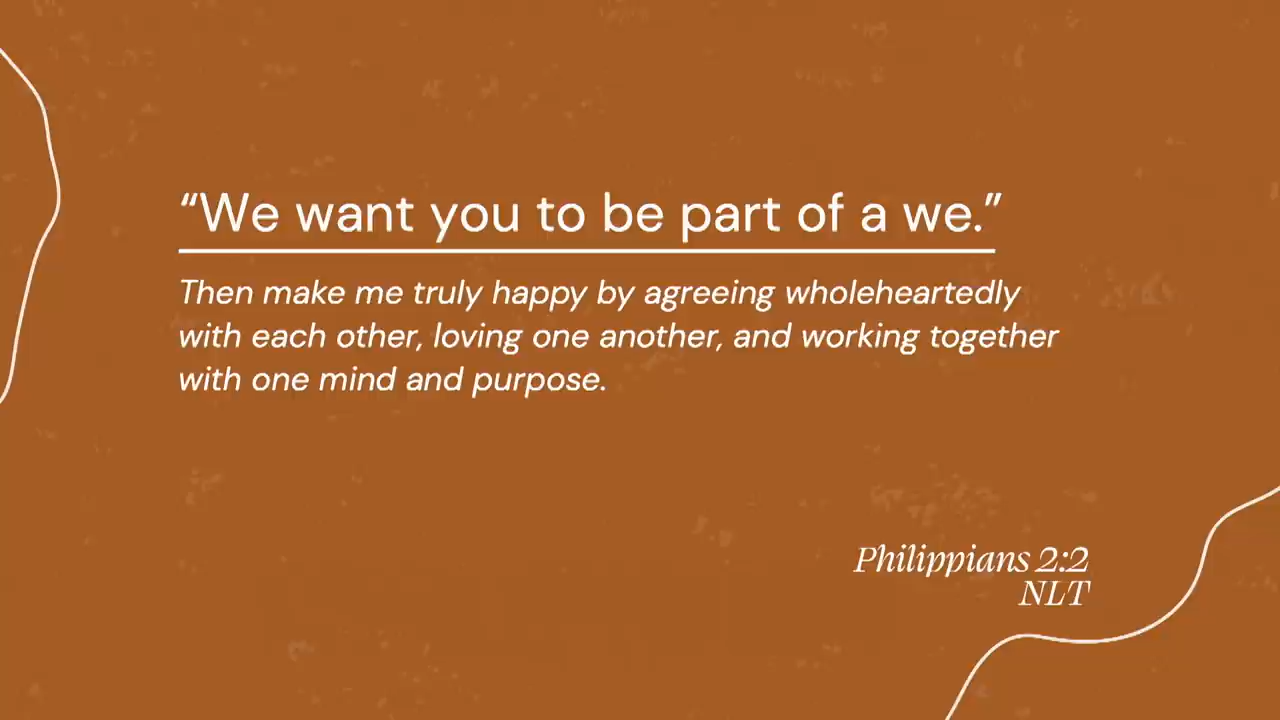 “We want you to be part of a we.”
Then make me truly happy by agreeing wholeheartedly
with each other, loving one another, and working together
with one mind and purpose.
Philippians 2:2
NLT